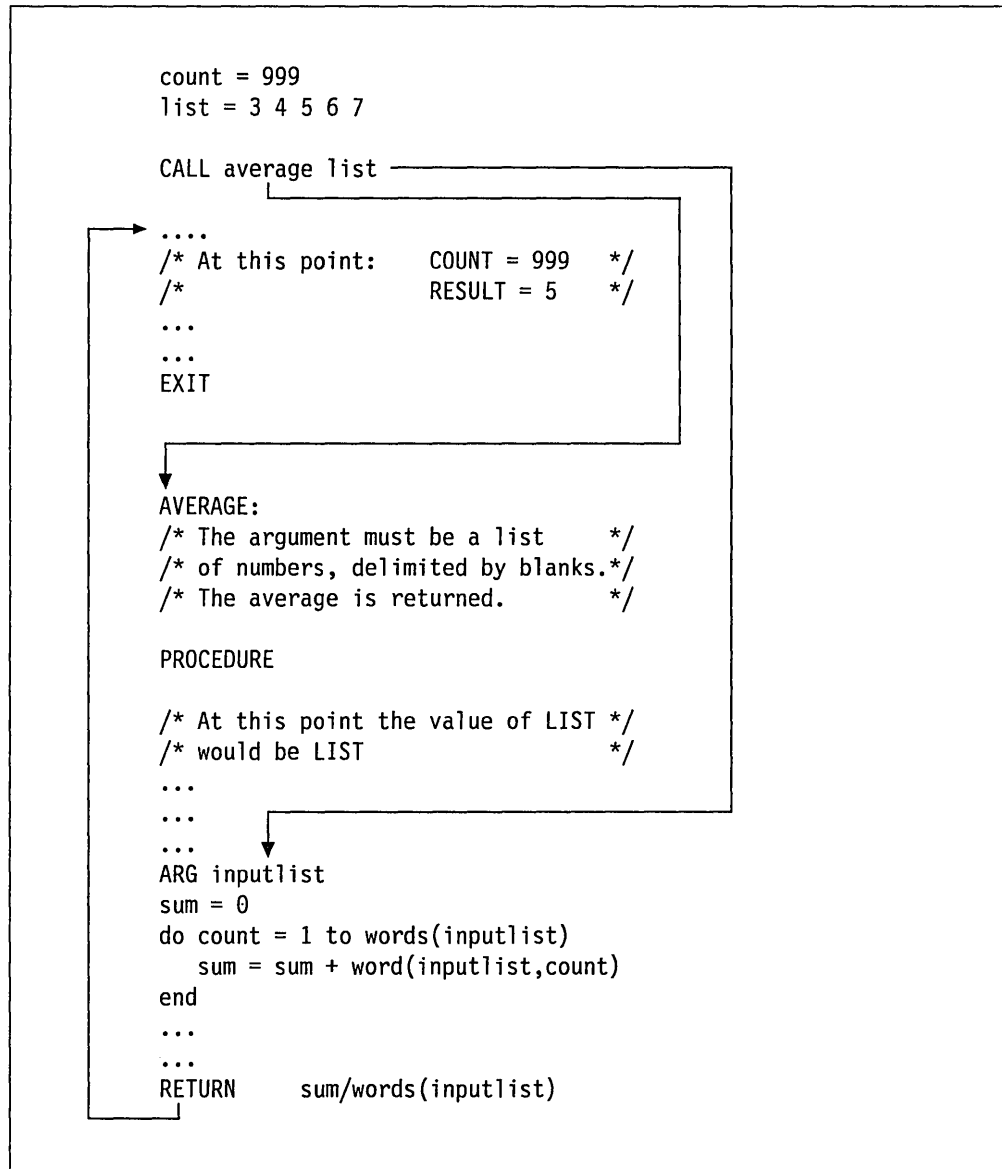 count = 999
list = 3 4 5 6 7
CALL average list
....
/* At this point:    COUNT = 999   */
/*                   RESULT = 5    */
...
...
EXIT
AVERAGE:
/* The argument must be a list     */
/* of numbers, delimited by blanks.*/
/* The average is returned.        */
PROCEDURE
/* At this point the value of LIST */
/* would be LIST                   */
...
...
...
ARG inputlist
sum = 0
do count = 1 to words(inputlist)
   sum = sum + word(inputlist,count)
end
...
...
RETURN    sum/words(inputlist)